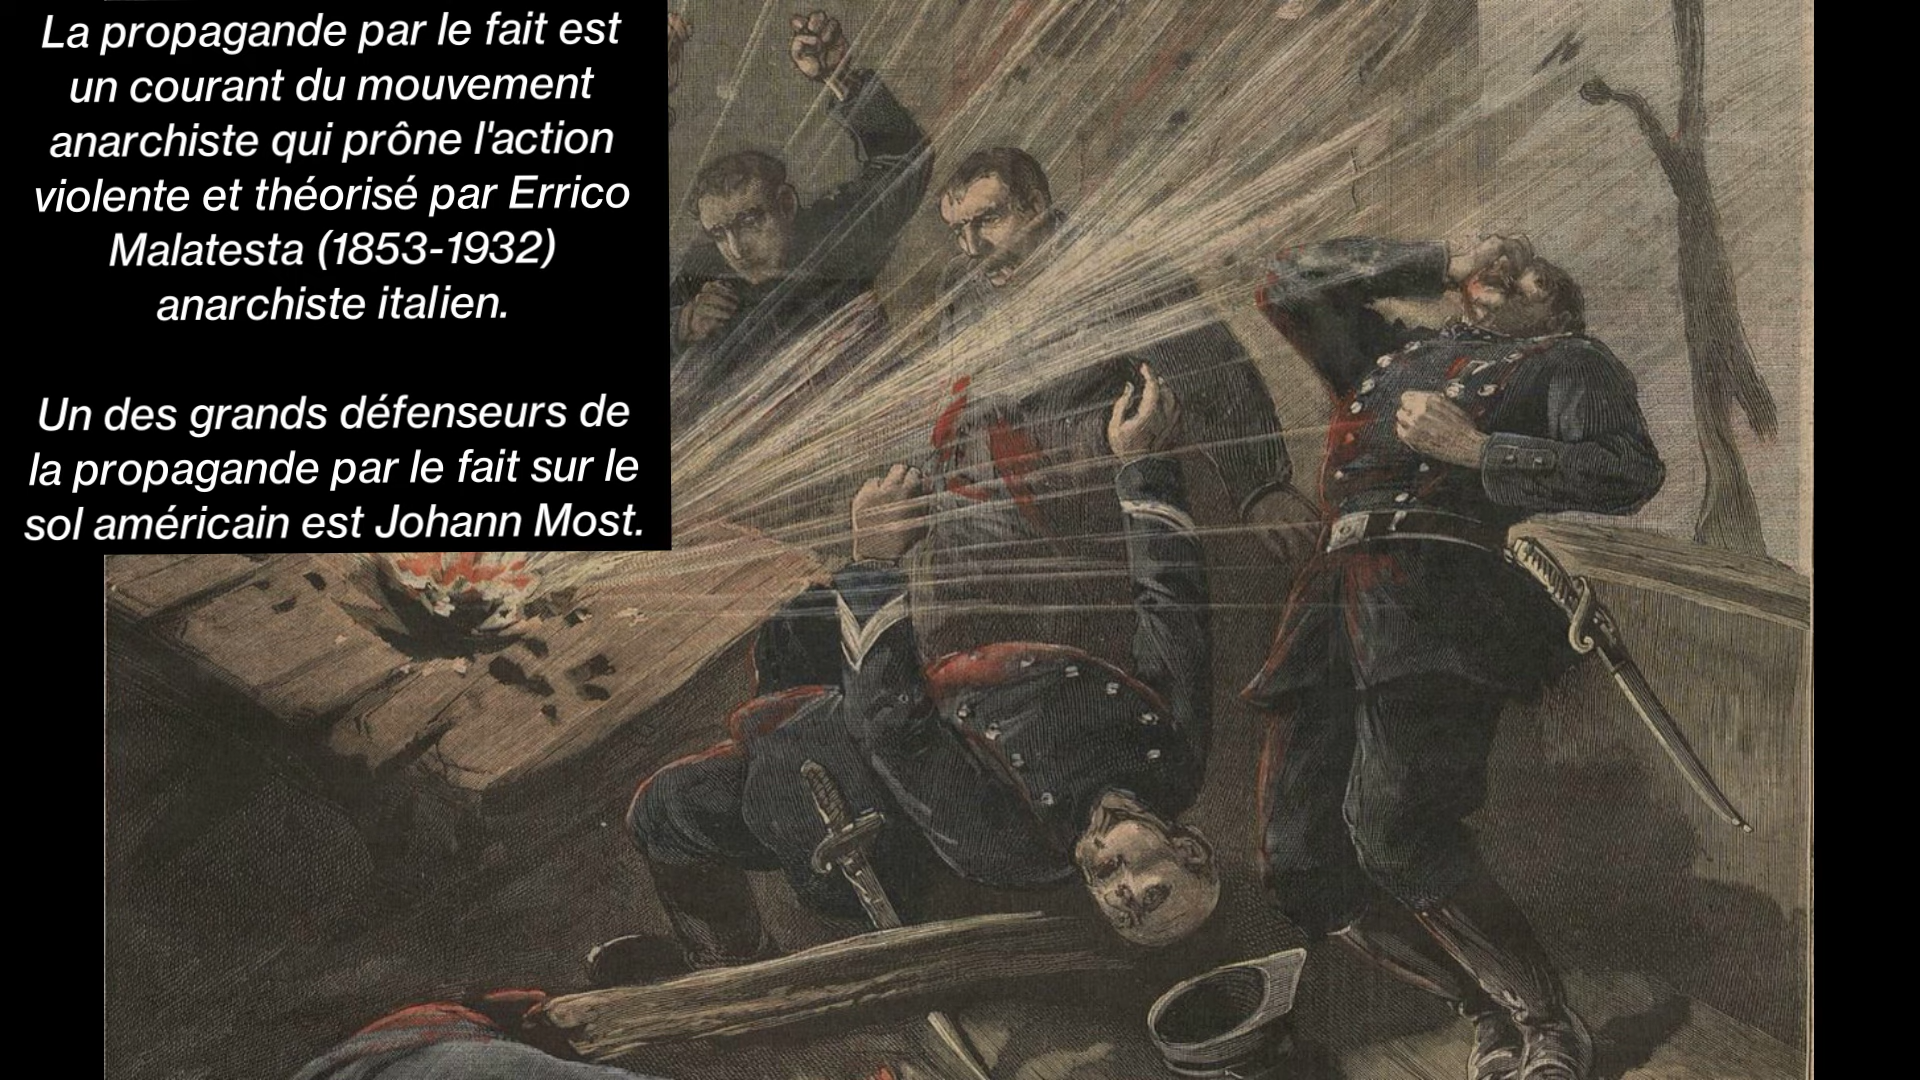 La propagande par le fait est
un courant du mouvement
anarchiste qui prône l'action
violente et théorisé par Errico
Malatesta (1853-1932)
anarchiste italien.
Un des grands défenseurs de
la propagande par le fait sur le
sol américain est Johann Most.